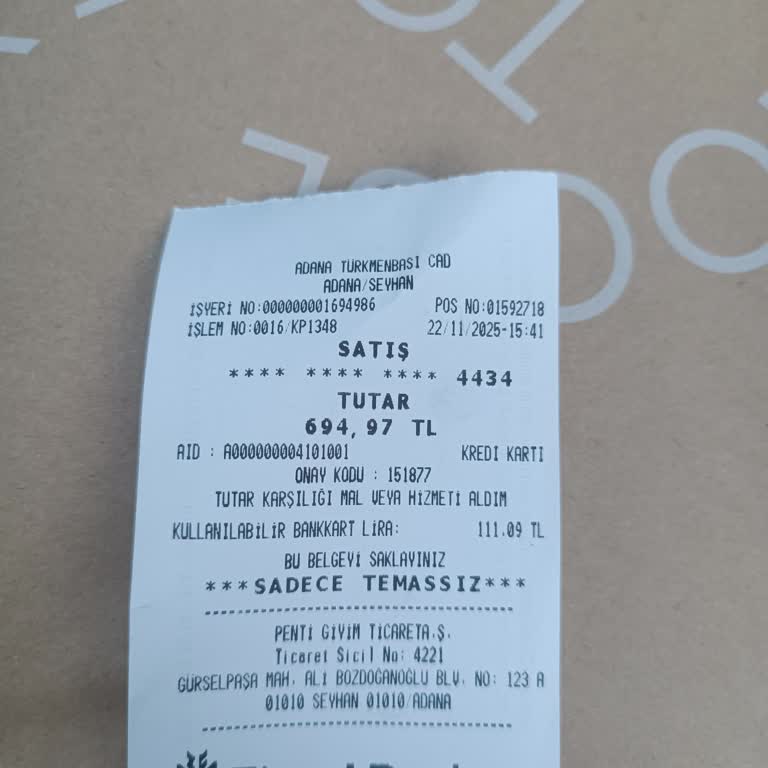 ADANA TÜRKMENBASI CAD
ADANA/SEYHAN
İŞYERİ NO:000000001694986 POS NO:01592718
İŞLEM NO:0016/KP1348 22/11/2025-15:41
SATIŞ
**** **** **** 4434
TUTAR
694,97 TL
AID : A000000004101001 KREDI KARTI
ONAY KODU : 151877
TUTAR KARŞILIĞI MAL VEYA HİZMETİ ALDIM
KULLANILABİLİR BANKKART LİRA: 111.09 TL
BU BELGEYİ SAKLAYINIZ
***SADECE TEMASSIZ***
PENTİ GİYİM TİCARETA.Ş.
Ticaret Sicil No: 4221
GÜRSELPAŞA MAH. ALİ BOZDOĞANOĞLU BLV. NO: 123 A
01010 SEYHAN 01010/ADANA